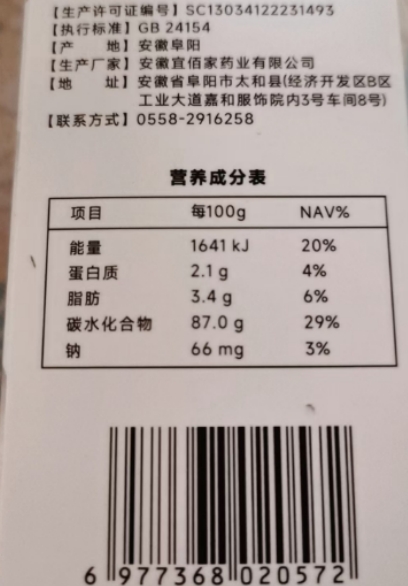 【生产许可证编号】SC13034122231493
【执行标准】GB 24154
【产　　地】安徽阜阳
【生产厂家】安徽宜佰家药业有限公司
【地　　址】安徽省阜阳市太和县(经济开发区B区
工业大道嘉和服饰院内3号车间8号)
【联系方式】0558-2916258
营养成分表
项目 每100g NAV%
能量 1641 kJ 20%
蛋白质 2.1 g 4%
脂肪 3.4 g 6%
碳水化合物 87.0 g 29%
钠 66 mg 3%
6 977368 020572